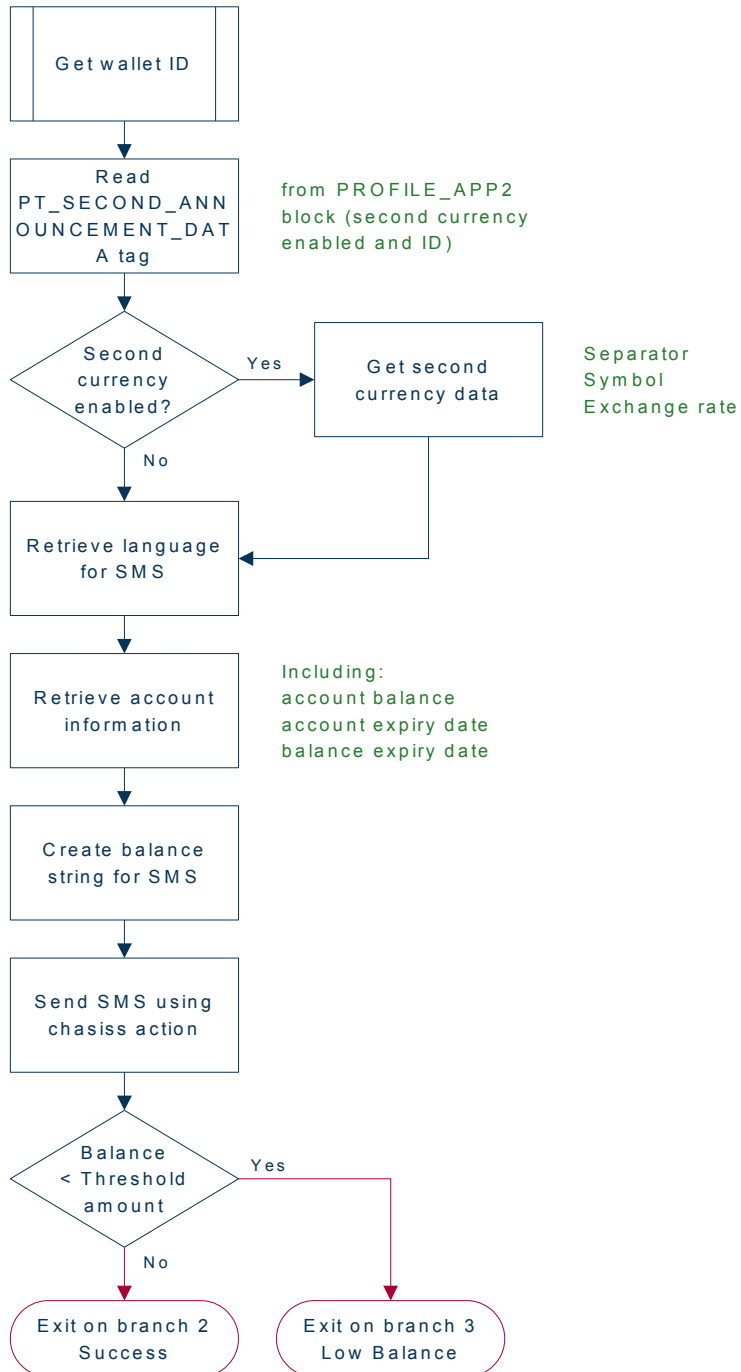 Get wallet ID
Read
PT_SECOND_ANN
OUNCEMENT_DAT
A tag
from PROFILE_APP2
block (second currency
enabled and ID)
Second
currency
enabled?
Yes
Get second
currency data
Separator
Symbol
Exchange rate
No
Retrieve language
for SMS
Retrieve account
information
Including:
account balance
account expiry date
balance expiry date
Create balance
string for SMS
Send SMS using
chasiss action
Balance
< Threshold
amount
Yes
No
Exit on branch 2
Success
Exit on branch 3
Low Balance